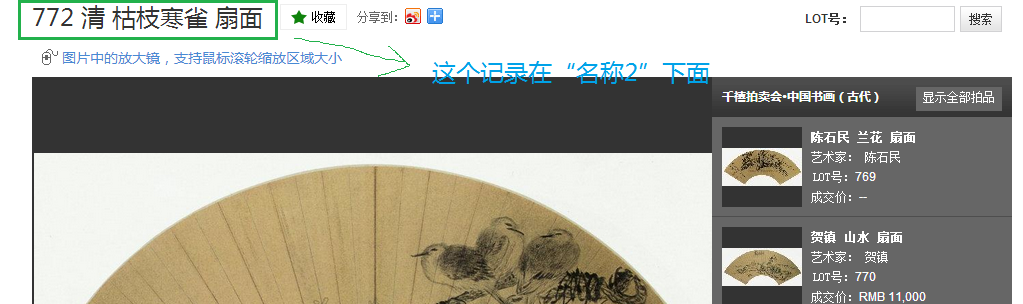 772 清 枯枝寒雀 扇面
收藏
分享到：
LOT号：
搜索
图片中的放大镜，支持鼠标滚轮缩放区域大小
这个记录在“名称2”下面
千禧拍卖会•中国书画（古代）
显示全部拍品
陈石民 兰花 扇面
艺术家： 陈石民
LOT号：769
成交价：--
贺镇 山水 扇面
艺术家： 贺镇
LOT号：770
成交价：RMB 11,000